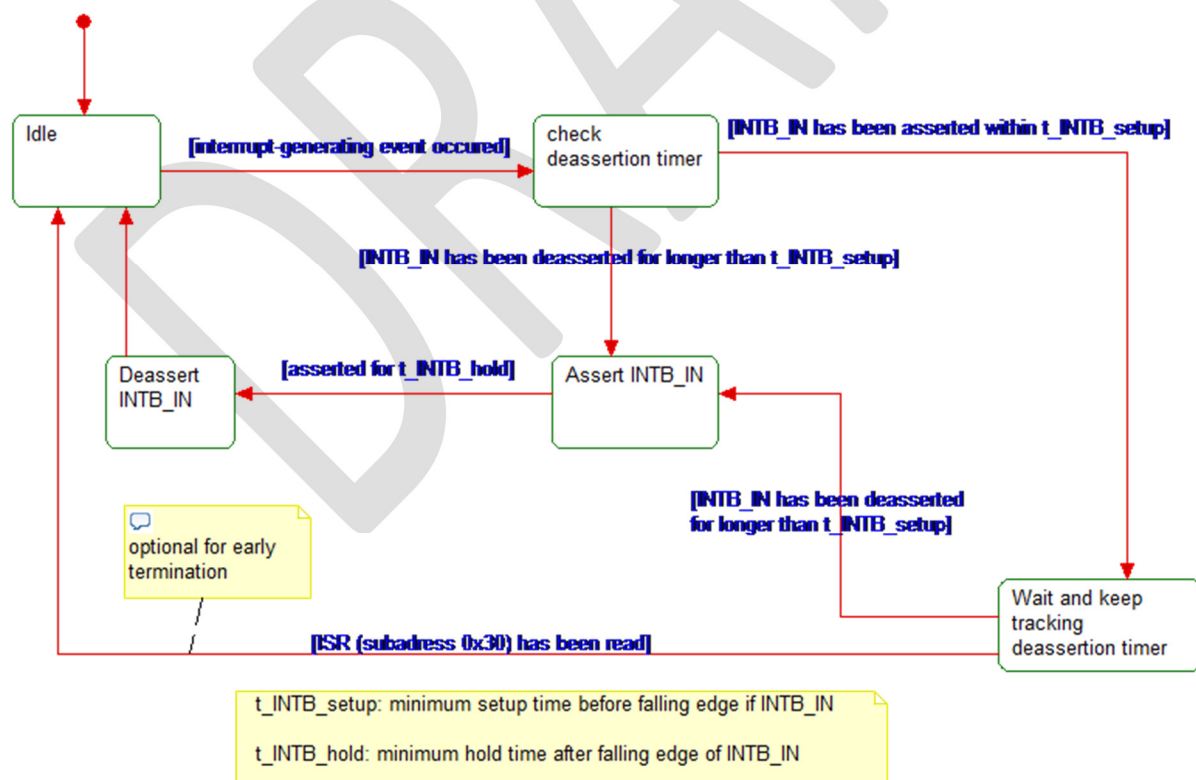 DRAFT
Idle
[interrupt-generating event occured]
check
deassertion timer
[INTB_IN has been asserted within t_INTB_setup]
[INTB_IN has been deasserted for longer than t_INTB_setup]
Deassert
INTB_IN
[asserted for t_INTB_hold]
Assert INTB_IN
[INTB_IN has been deasserted
for longer than t_INTB_setup]
optional for early
termination
Wait and keep
tracking
deassertion timer
[ISR (subadress 0x30) has been read]
t_INTB_setup: minimum setup time before falling edge if INTB_IN
t_INTB_hold: minimum hold time after falling edge of INTB_IN